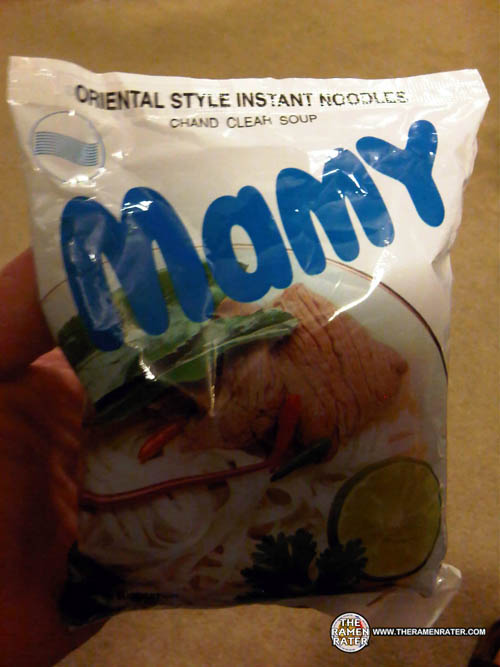 ORIENTAL STYLE INSTANT NOODLES
CHAND CLEAR SOUP
Mamy
THE
RAMEN
RATER
WWW.THERAMENRATER.COM